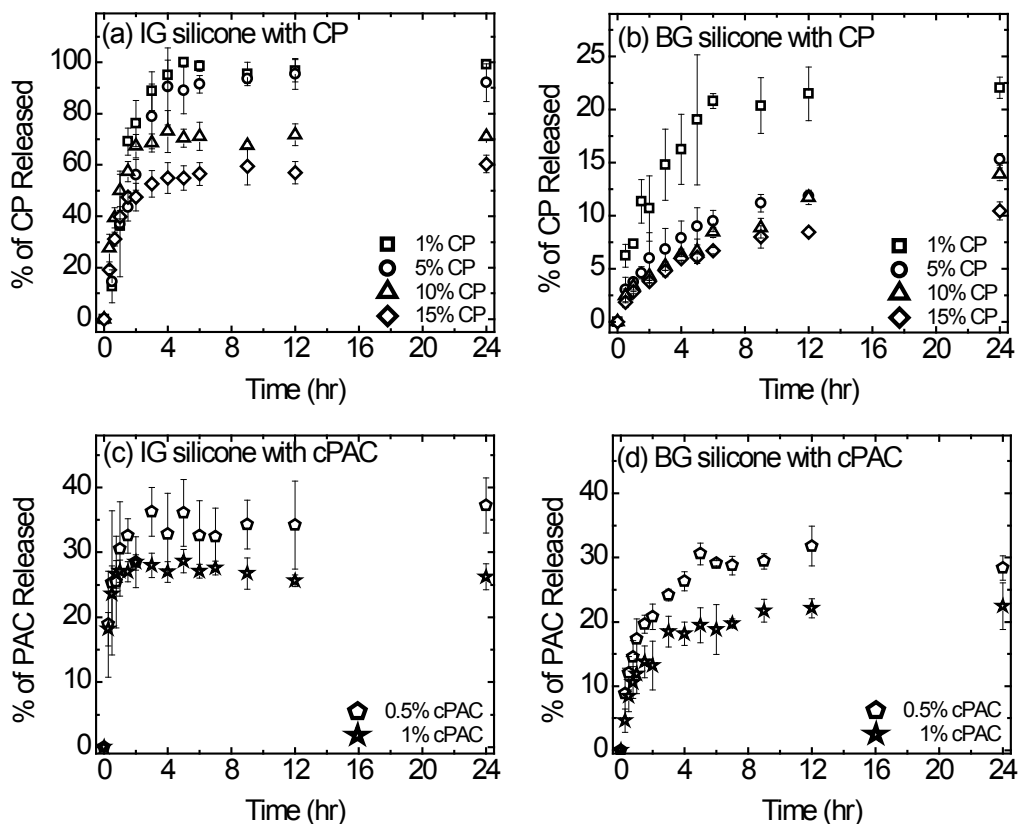 (a) IG silicone with CP
100
80
60
40
20
0
% of CP Released
1% CP
5% CP
10% CP
15% CP
0 4 8 12 16 20 24
Time (hr)
(b) BG silicone with CP
25
20
15
10
5
0
% of CP Released
1% CP
5% CP
10% CP
15% CP
0 4 8 12 16 20 24
Time (hr)
(c) IG silicone with cPAC
40
30
20
10
0
% of PAC Released
0.5% cPAC
1% cPAC
0 4 8 12 16 20 24
Time (hr)
(d) BG silicone with cPAC
40
30
20
10
0
% of PAC Released
0.5% cPAC
1% cPAC
0 4 8 12 16 20 24
Time (hr)